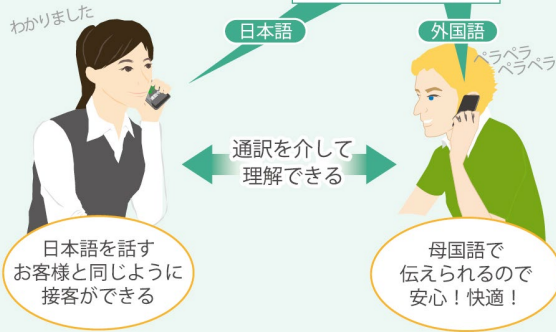 わかりました
日本語
外国語
ペラペラ
ペラペラ
通訳を介して
理解できる
日本語を話す
お客様と同じように
接客ができる
母国語で
伝えられるので
安心！快適！